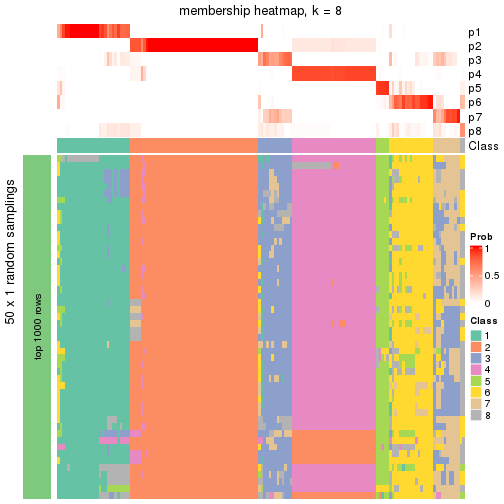 membership heatmap, k = 8
p1
p2
p3
p4
p5
p6
p7
p8
Class
50 x 1 random samplings
top 1000 rows
Prob
1
0.5
0
Class
1
2
3
4
5
6
7
8